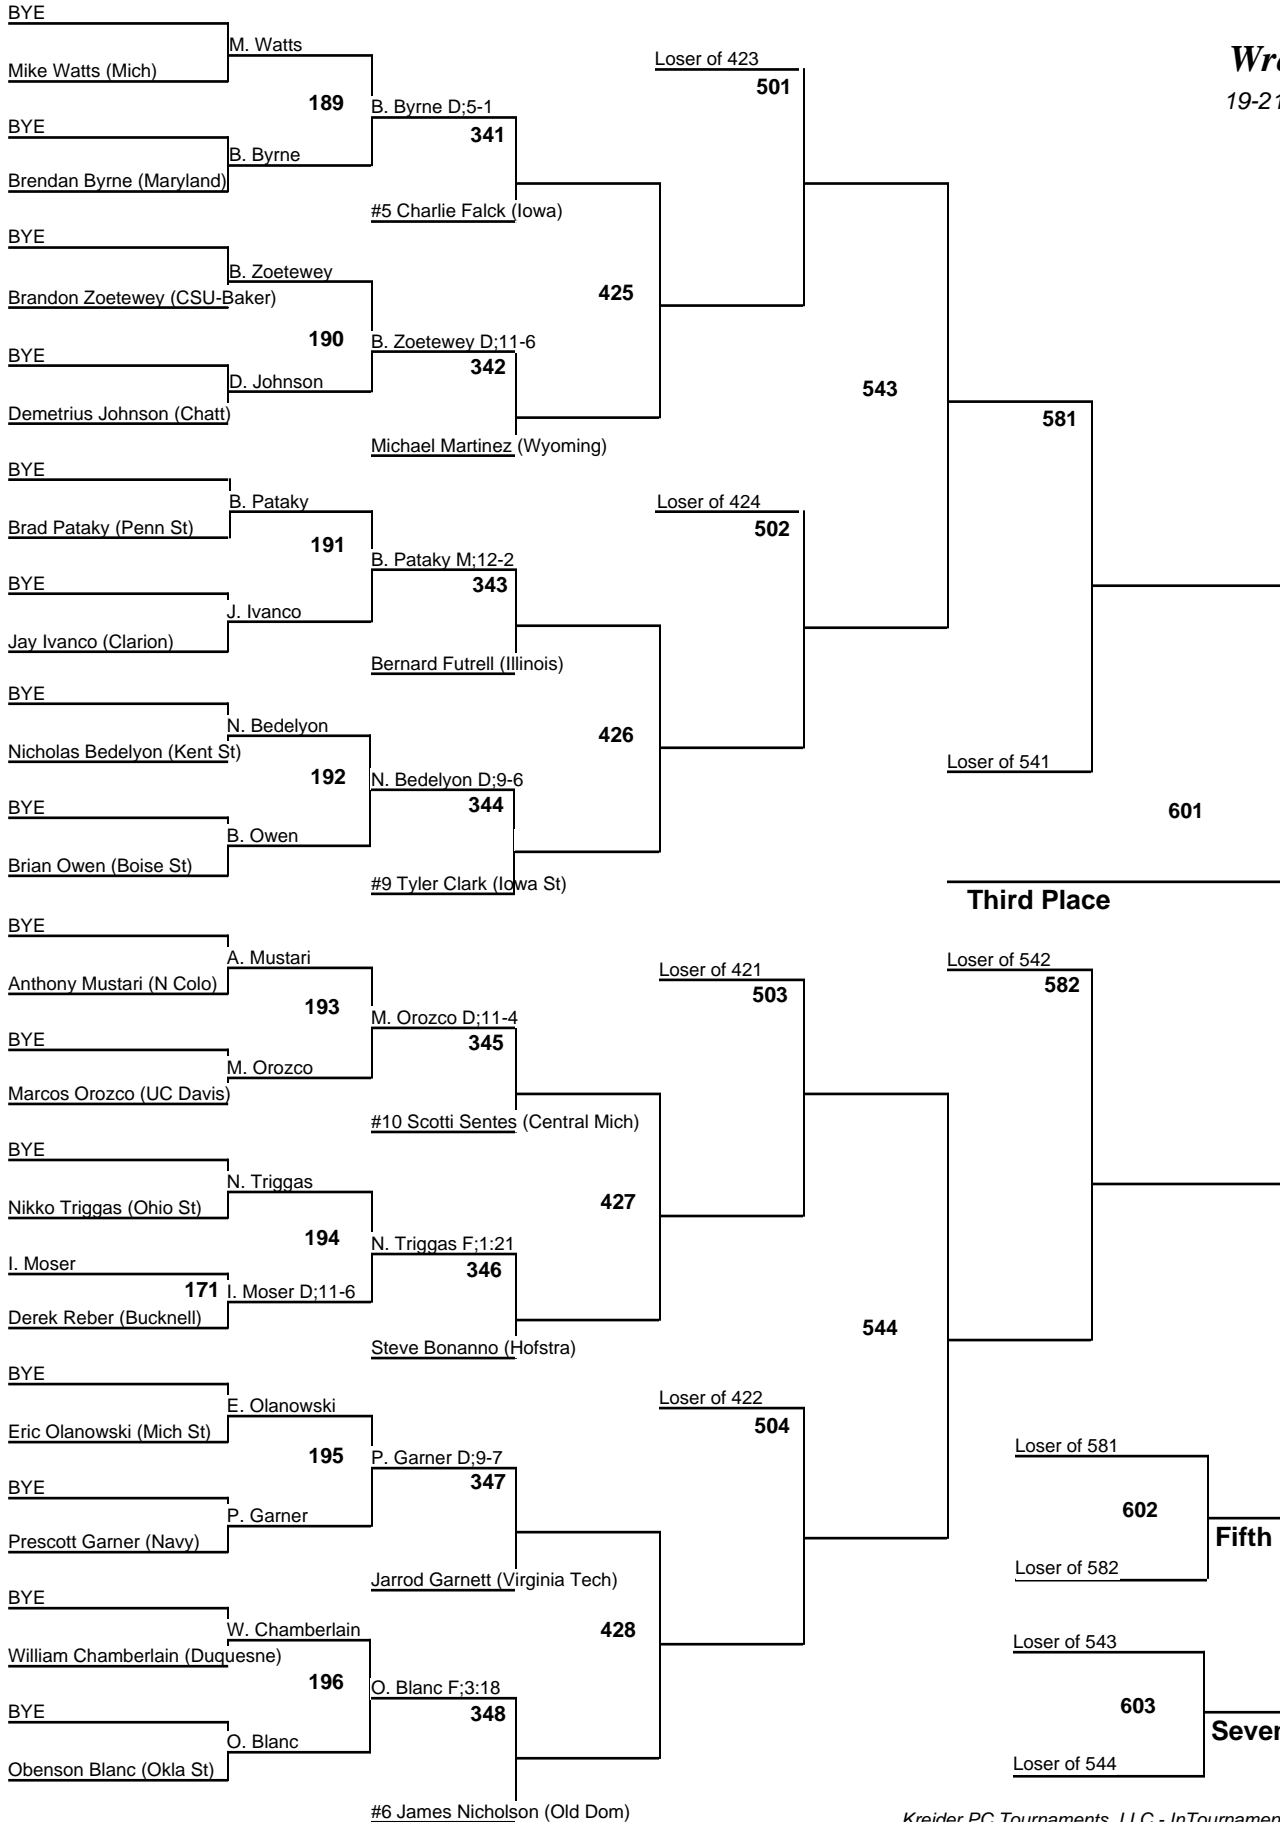 BYE
M. Watts
Mike Watts (Mich)
189
B. Byrne D;5-1
341
BYE
B. Byrne
Brendan Byrne (Maryland)
#5 Charlie Falck (Iowa)
BYE
B. Zoetewey
Brandon Zoetewey (CSU-Baker)
425
190
B. Zoetewey D;11-6
342
BYE
D. Johnson
Demetrius Johnson (Chatt)
Michael Martinez (Wyoming)
Loser of 423
501
19-21
543
581
BYE
B. Pataky
Brad Pataky (Penn St)
191
B. Pataky M;12-2
343
BYE
J. Ivanco
Jay Ivanco (Clarion)
Bernard Futrell (Illinois)
Loser of 424
502
BYE
N. Bedelyon
Nicholas Bedelyon (Kent St)
426
192
N. Bedelyon D;9-6
344
BYE
B. Owen
Brian Owen (Boise St)
#9 Tyler Clark (Iowa St)
Loser of 541
601
Third Place
BYE
A. Mustari
Anthony Mustari (N Colo)
193
M. Orozco D;11-4
345
BYE
M. Orozco
Marcos Orozco (UC Davis)
#10 Scotti Sentes (Central Mich)
Loser of 421
503
Loser of 542
582
BYE
N. Triggas
Nikko Triggas (Ohio St)
427
194
N. Triggas F;1:21
346
I. Moser
171
I. Moser D;11-6
Derek Reber (Bucknell)
Steve Bonanno (Hofstra)
544
BYE
E. Olanowski
Eric Olanowski (Mich St)
195
P. Garner D;9-7
347
BYE
P. Garner
Prescott Garner (Navy)
Jarrod Garnett (Virginia Tech)
Loser of 422
504
Loser of 581
602
Fifth
Loser of 582
BYE
W. Chamberlain
William Chamberlain (Duquesne)
428
196
O. Blanc F;3:18
348
BYE
O. Blanc
Obenson Blanc (Okla St)
#6 James Nicholson (Old Dom)
Loser of 543
603
Loser of 544
Kreider PC Tournaments, LLC -